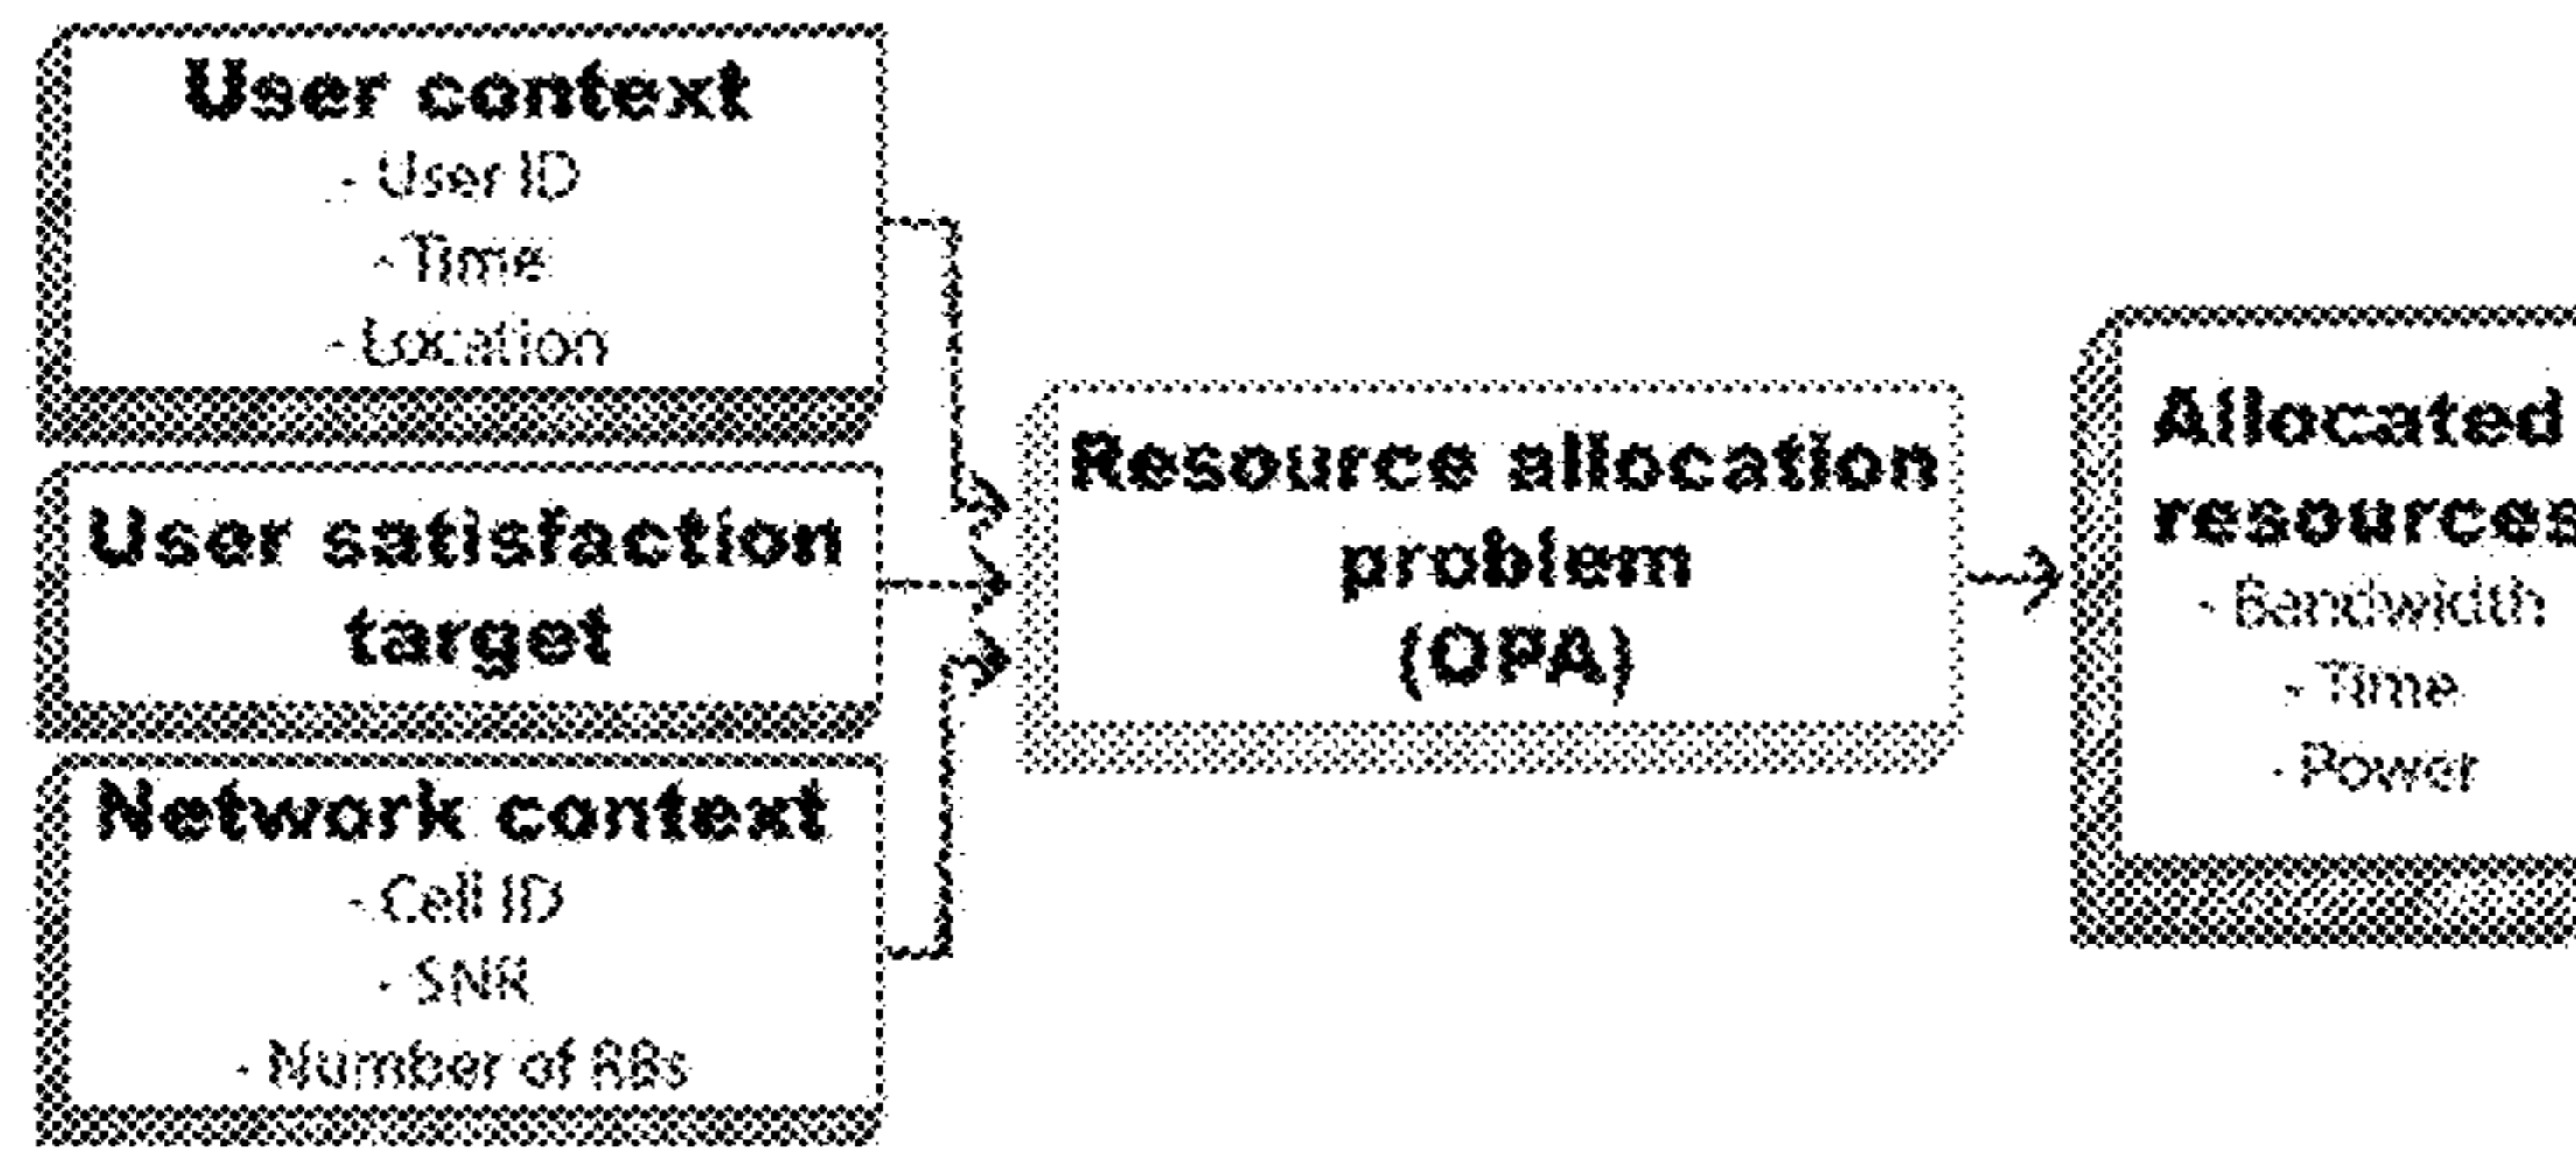 User context
- User ID
- Time
- Location
User satisfaction
target
Network context
- Cell ID
- SNR
- Number of RBs
Resource allocation
problem
(OPA)
Allocated
resources
- Bandwidth
- Time
- Power